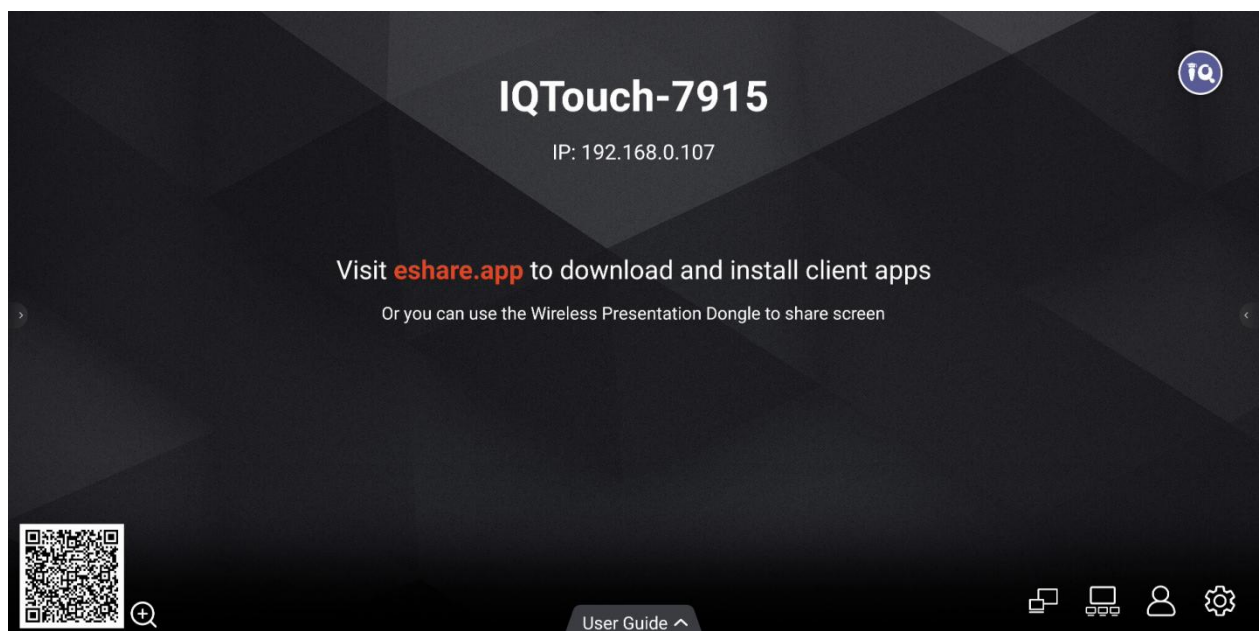 IQTouch-7915
iQ
IP: 192.168.0.107
Visit eshare.app to download and install client apps
Or you can use the Wireless Presentation Dongle to share screen
User Guide